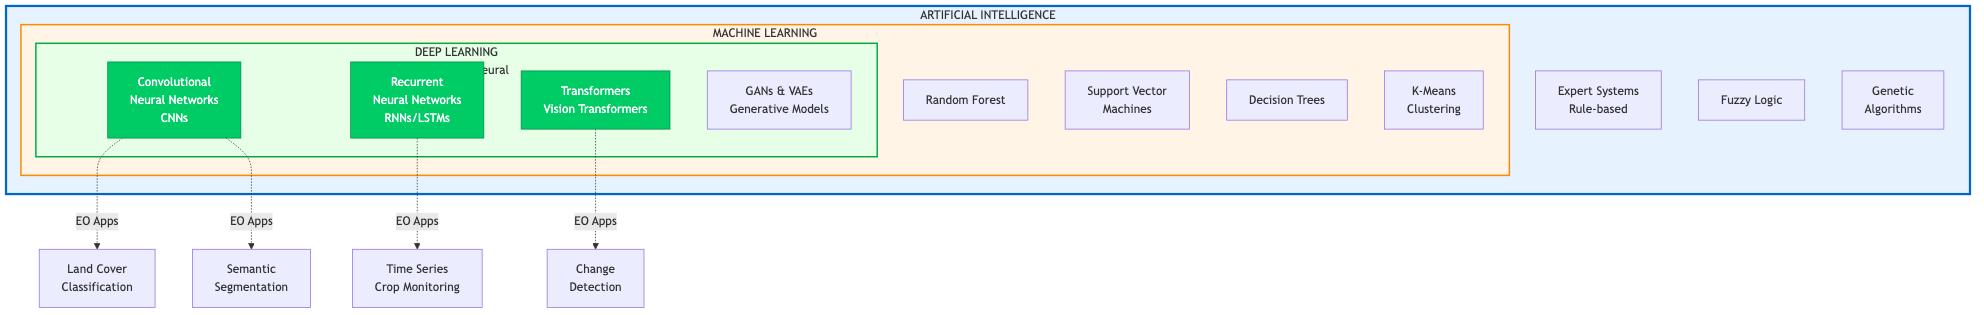 ARTIFICIAL INTELLIGENCE
MACHINE LEARNING
DEEP LEARNING
Convolutional
Neural Networks
CNNs
Recurrent
Neural Networks
RNNs/LSTMs
Transformers
Vision Transformers
GANs & VAEs
Generative Models
Random Forest
Support Vector
Machines
Decision Trees
K-Means
Clustering
Expert Systems
Rule-based
Fuzzy Logic
Genetic
Algorithms
EO Apps
EO Apps
EO Apps
EO Apps
Land Cover
Classification
Semantic
Segmentation
Time Series
Crop Monitoring
Change
Detection